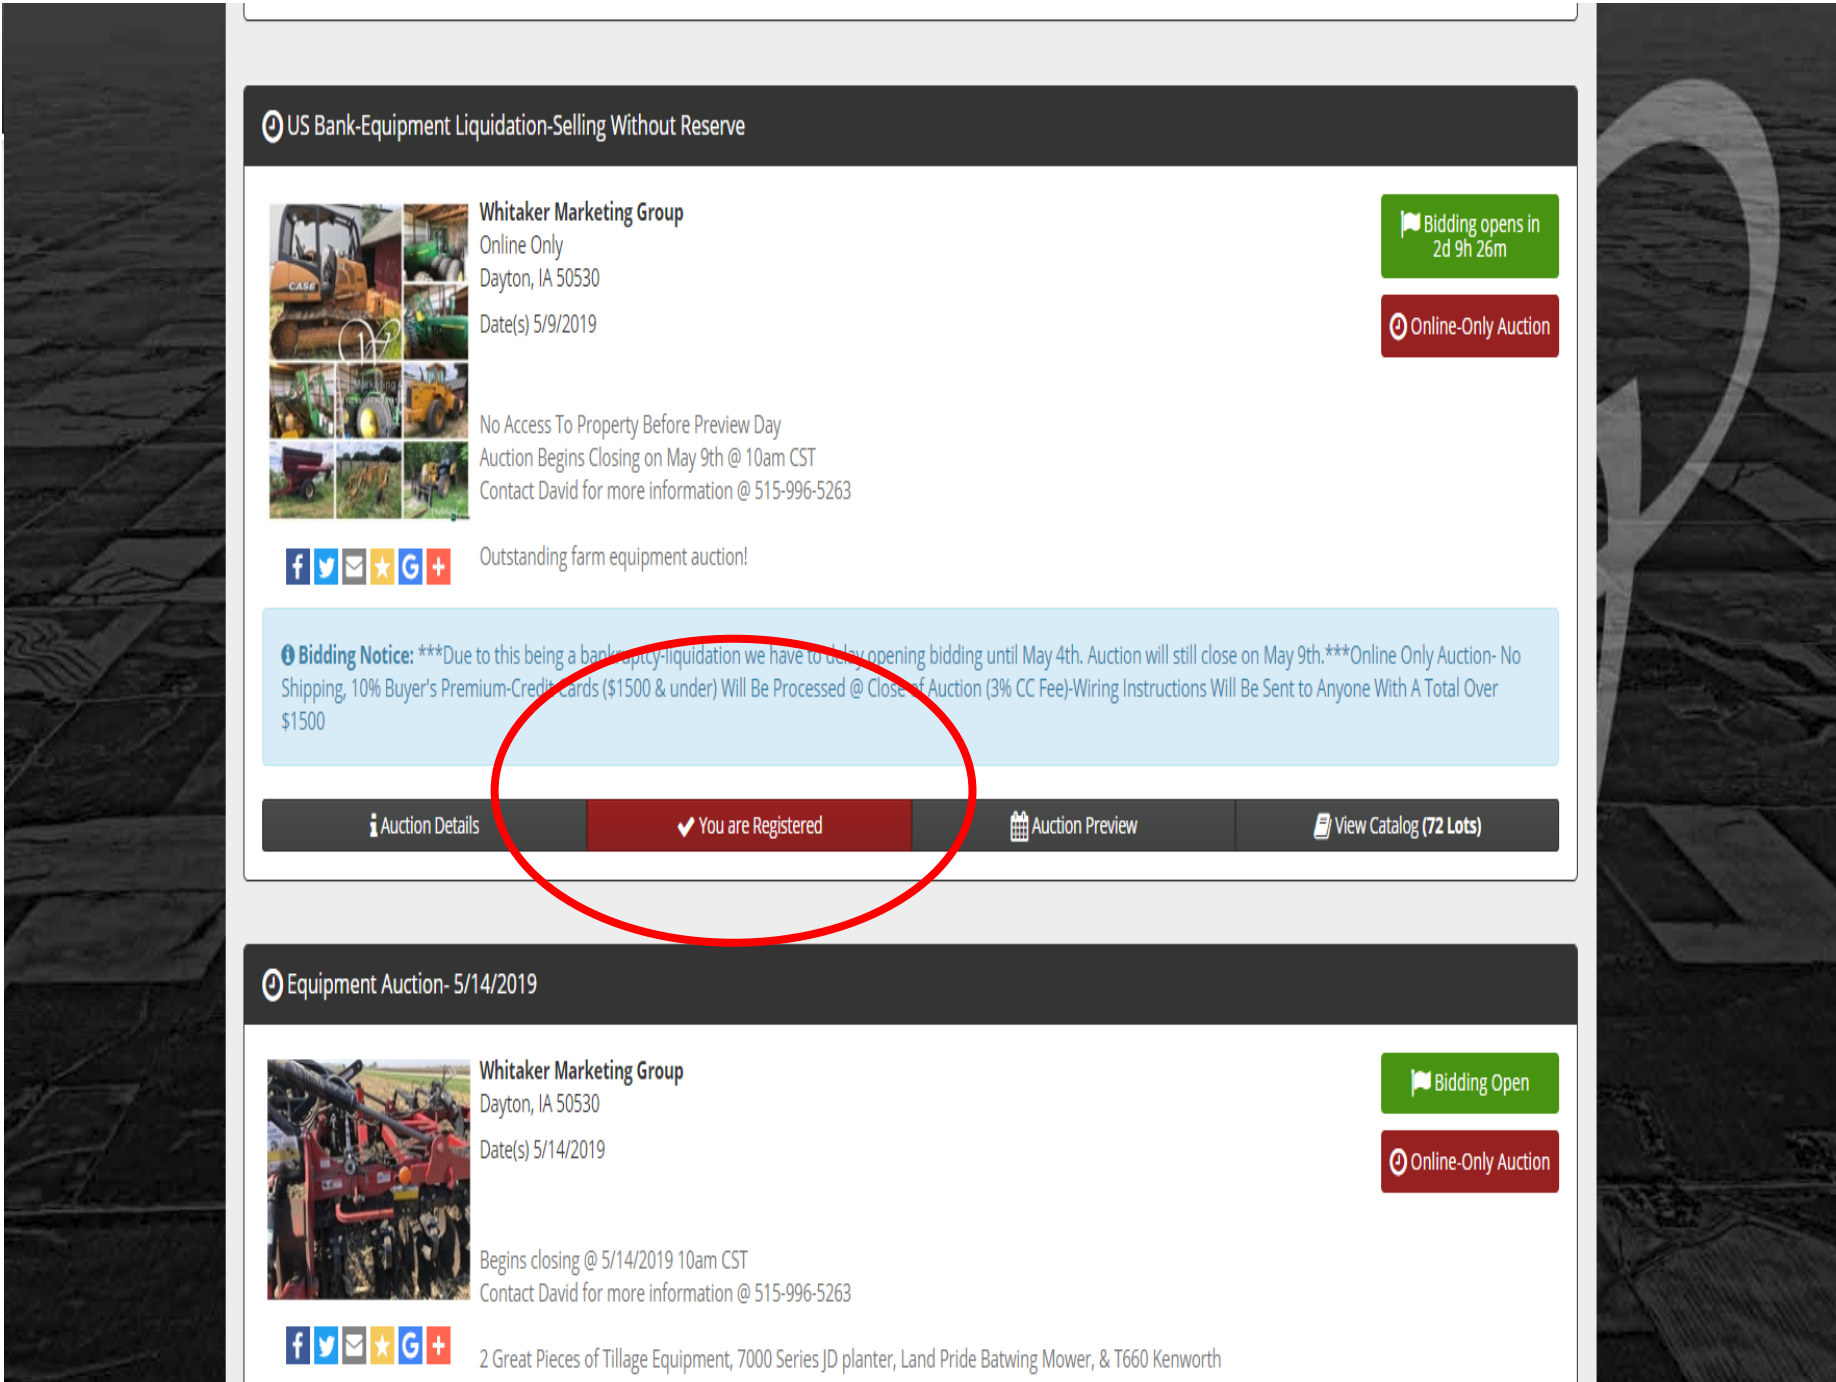 US Bank-Equipment Liquidation-Selling Without Reserve
Whitaker Marketing Group
Online Only
Dayton, IA 50530
Date(s) 5/9/2019
Bidding opens in
2d 9h 26m
Online-Only Auction
CASE
No Access To Property Before Preview Day
Auction Begins Closing on May 9th @ 10am CST
Contact David for more information @ 515-996-5263
Outstanding farm equipment auction!
Bidding Notice: ***Due to this being a bankruptcy-liquidation we have to delay opening bidding until May 4th. Auction will still close on May 9th.***Online Only Auction- No
Shipping, 10% Buyer's Premium-Credit Cards ($1500 & under) Will Be Processed @ Close of Auction (3% CC Fee)-Wiring Instructions Will Be Sent to Anyone With A Total Over
$1500
Auction Details
You are Registered
Auction Preview
View Catalog (72 Lots)
Equipment Auction- 5/14/2019
Whitaker Marketing Group
Dayton, IA 50530
Date(s) 5/14/2019
Bidding Open
Online-Only Auction
Begins closing @ 5/14/2019 10am CST
Contact David for more information @ 515-996-5263
2 Great Pieces of Tillage Equipment, 7000 Series JD planter, Land Pride Batwing Mower, & T660 Kenworth